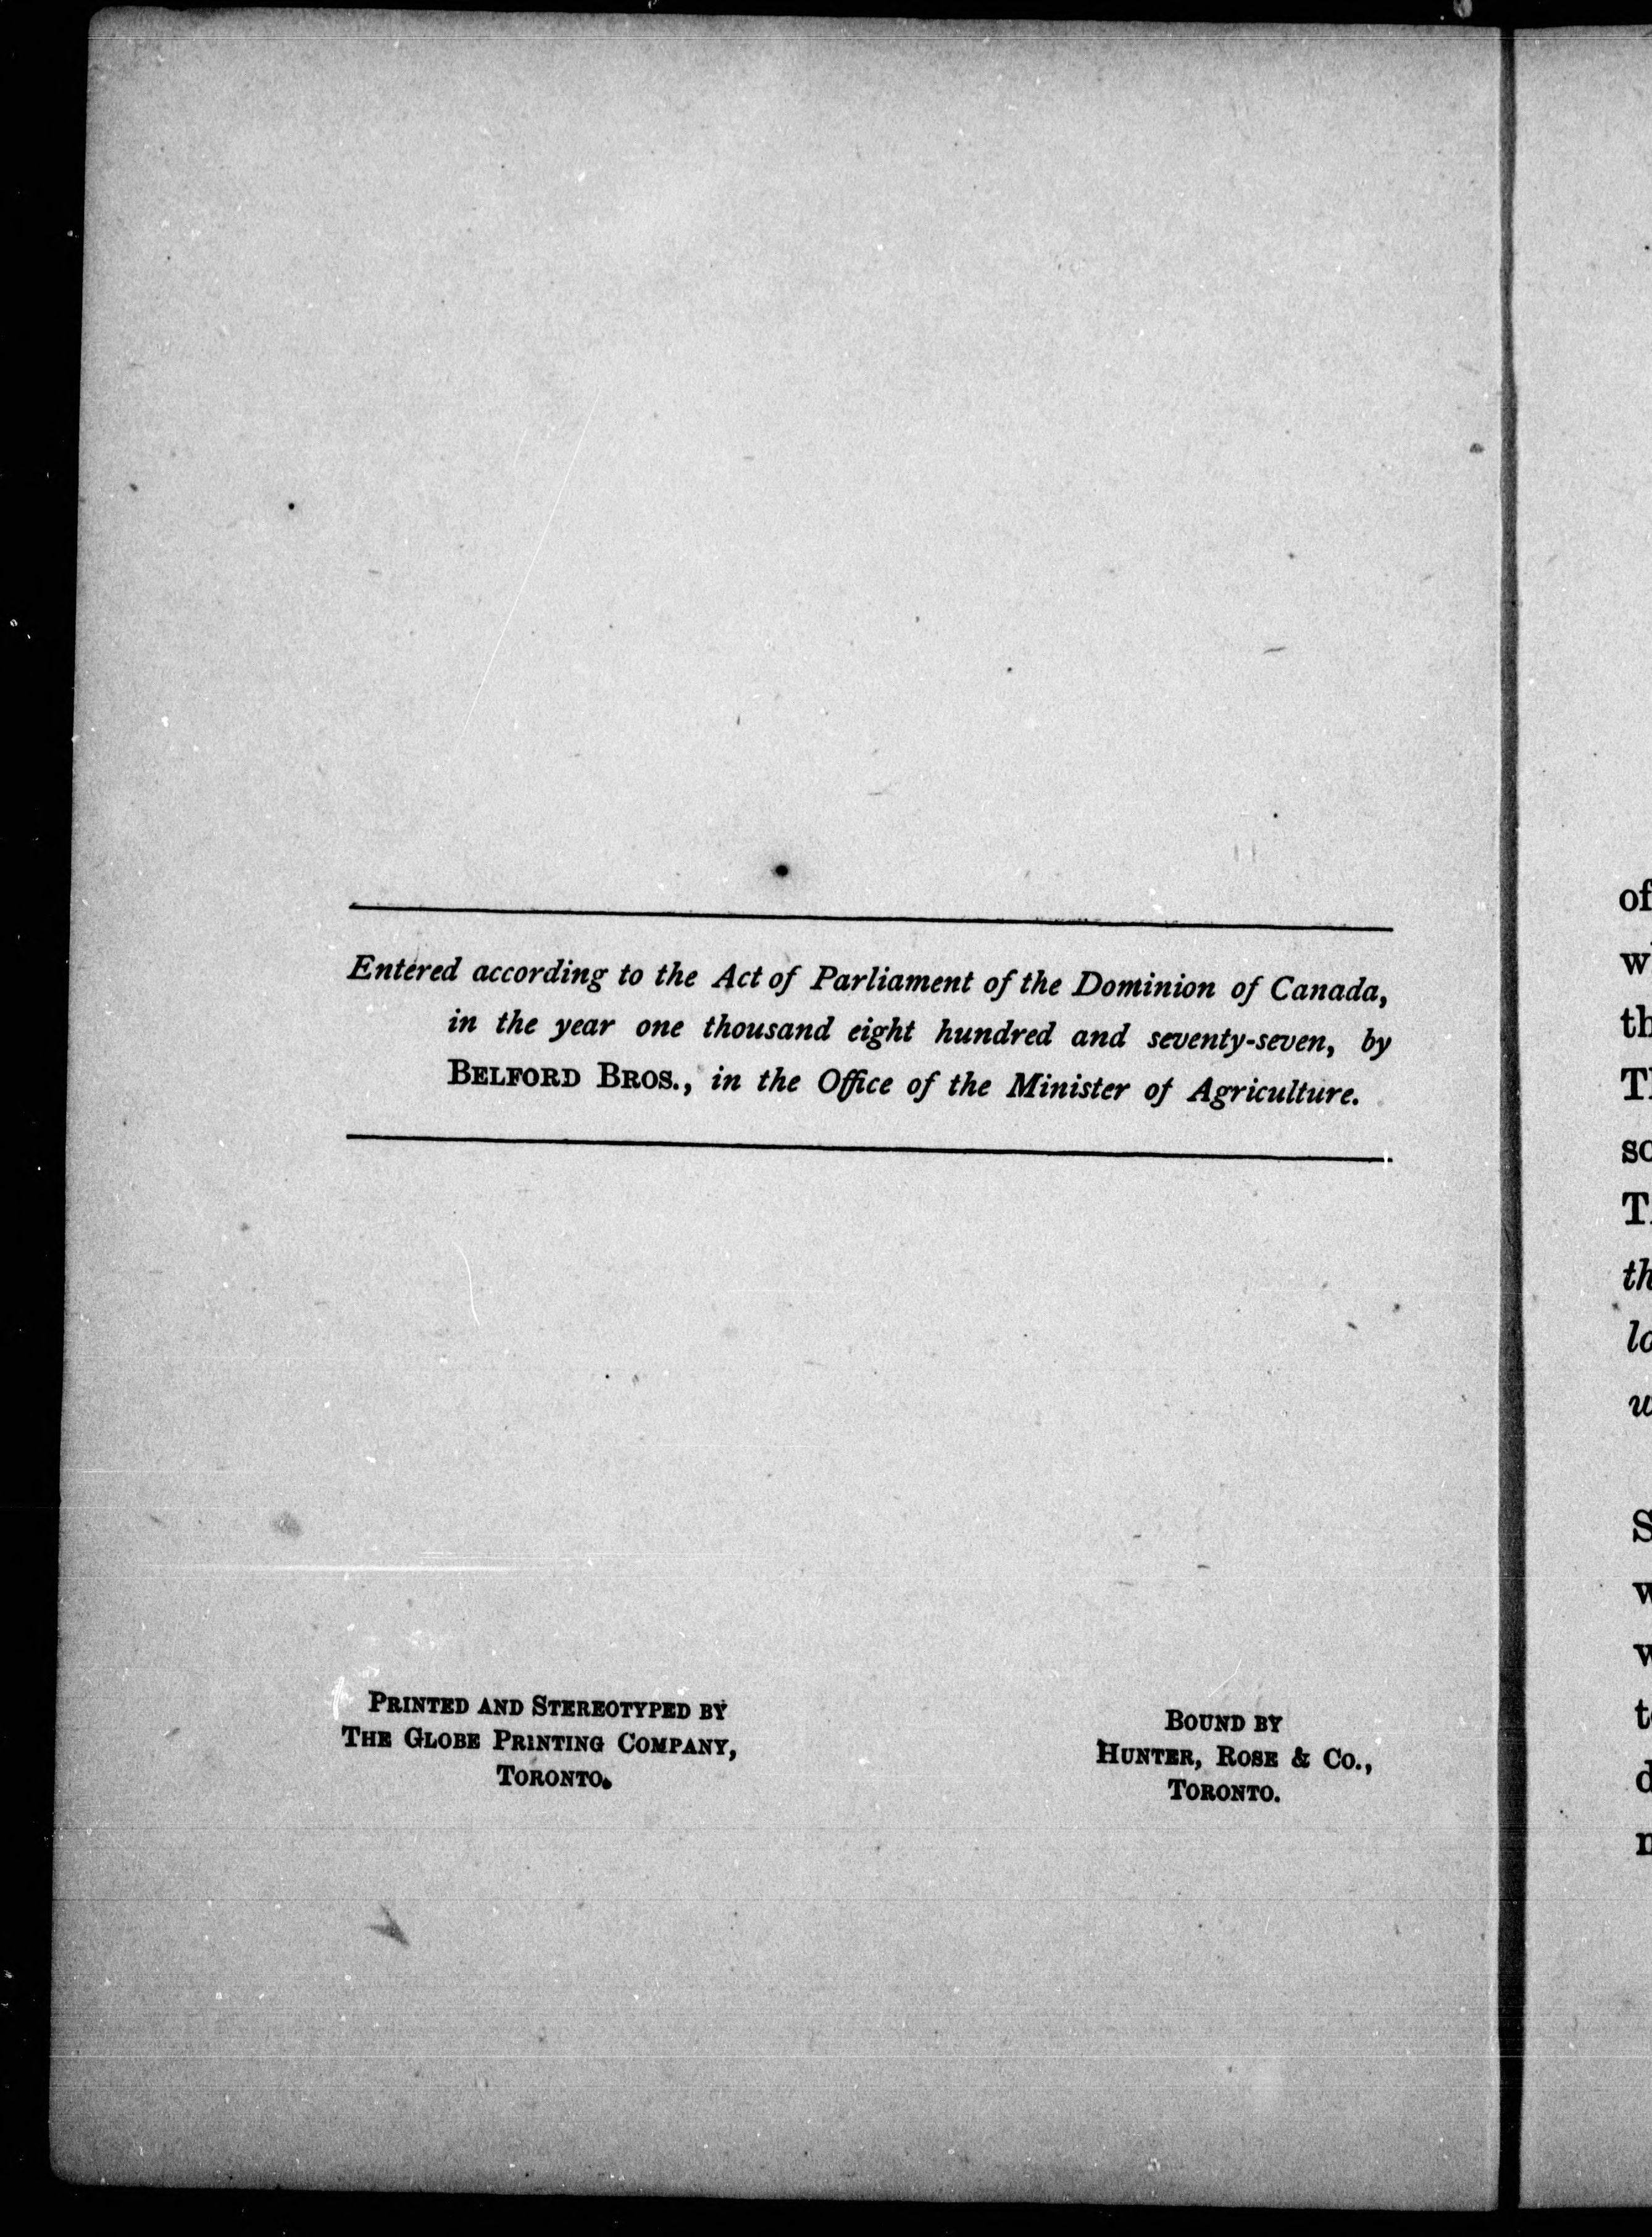 Entered according to the Act of Parliament of the Dominion of Canada,
in the year one thousand eight hundred and seventy-seven, by
BELFORD BROS., in the Office of the Minister of Agriculture.
PRINTED AND STEREOTYPED BY
THE GLOBE PRINTING COMPANY,
TORONTO.
BOUND BY
HUNTER, ROSE & CO.,
TORONTO.
of